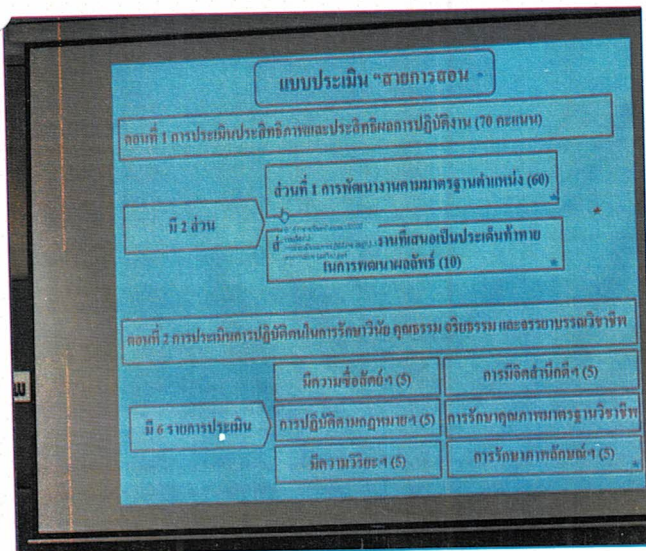 แบบประเมิน "สายการสอน "
ตอนที่ 1 การประเมินประสิทธิภาพและประสิทธิผลการปฏิบัติงาน (70 คะแนน)
มี 2 ส่วน
ส่วนที่ 1 การพัฒนางานตามมาตรฐานตำแหน่ง (60)
งานที่เสนอเป็นประเด็นท้าทาย
ในการพัฒนาผลลัพธ์ (10)
ตอนที่ 2 การประเมินการปฏิบัติตนในการรักษาวินัย คุณธรรม จริยธรรม และจรรยาบรรณวิชาชีพ
มี 6 รายการประเมิน
มีความซื่อสัตย์ฯ (5)
การมีจิตสำนึกดีฯ (5)
การปฏิบัติตามกฎหมายฯ (5)
การรักษาคุณภาพมาตรฐานวิชาชีพ
มีความวิริยะฯ (5)
การรักษาภาพลักษณ์ฯ (5)